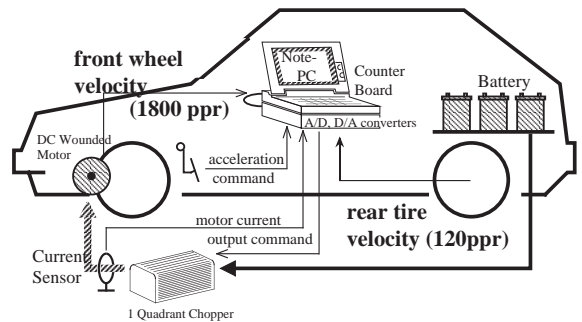 front wheel
velocity
(1800 ppr)
Note-
PC
Counter
Board
A/D, D/A converters
Battery
DC Wounded
Motor
acceleration
command
rear tire
velocity (120ppr)
motor current
output command
Current
Sensor
1 Quadrant Chopper